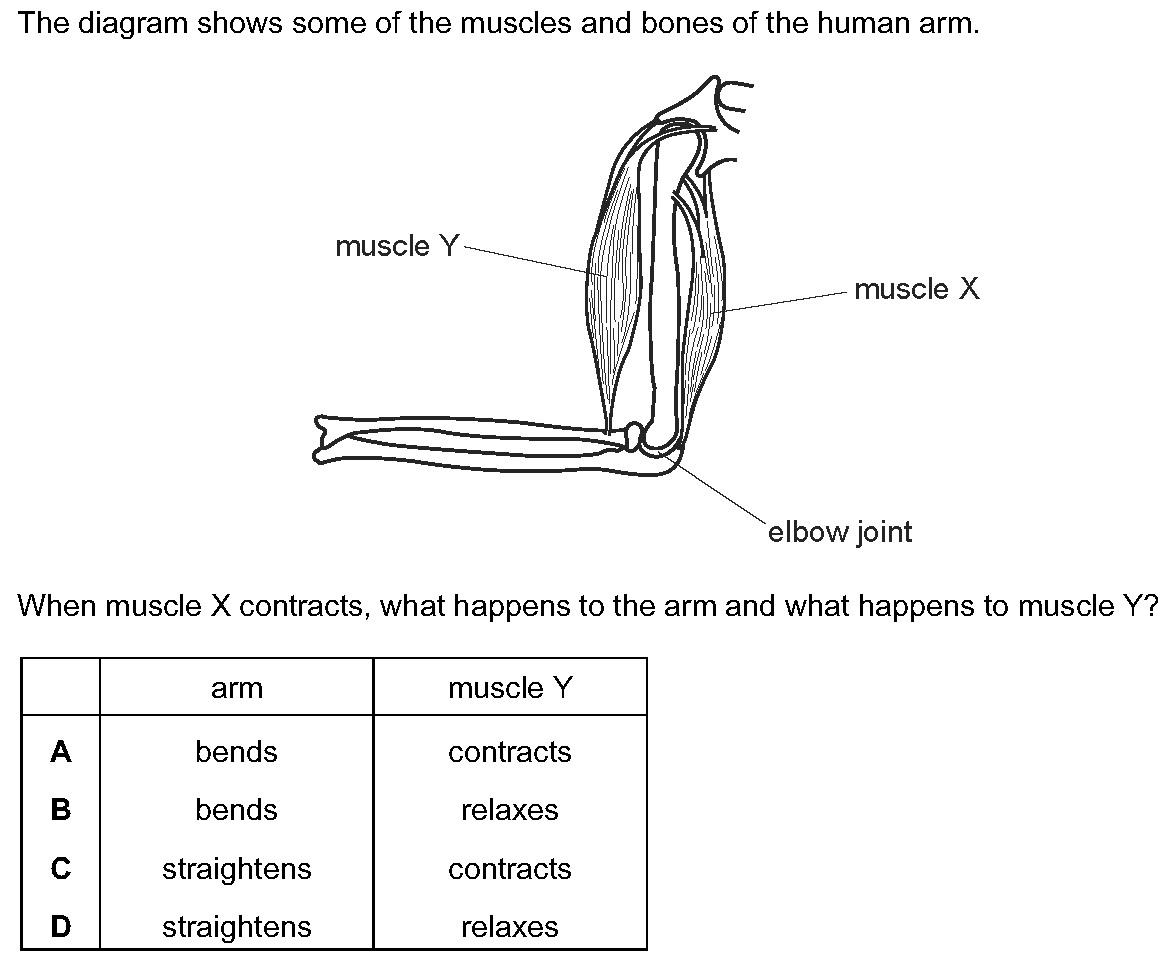 The diagram shows some of the muscles and bones of the human arm.
muscle Y
muscle X
elbow joint
When muscle X contracts, what happens to the arm and what happens to muscle Y?
arm muscle Y
A bends contracts
B bends relaxes
C straightens contracts
D straightens relaxes